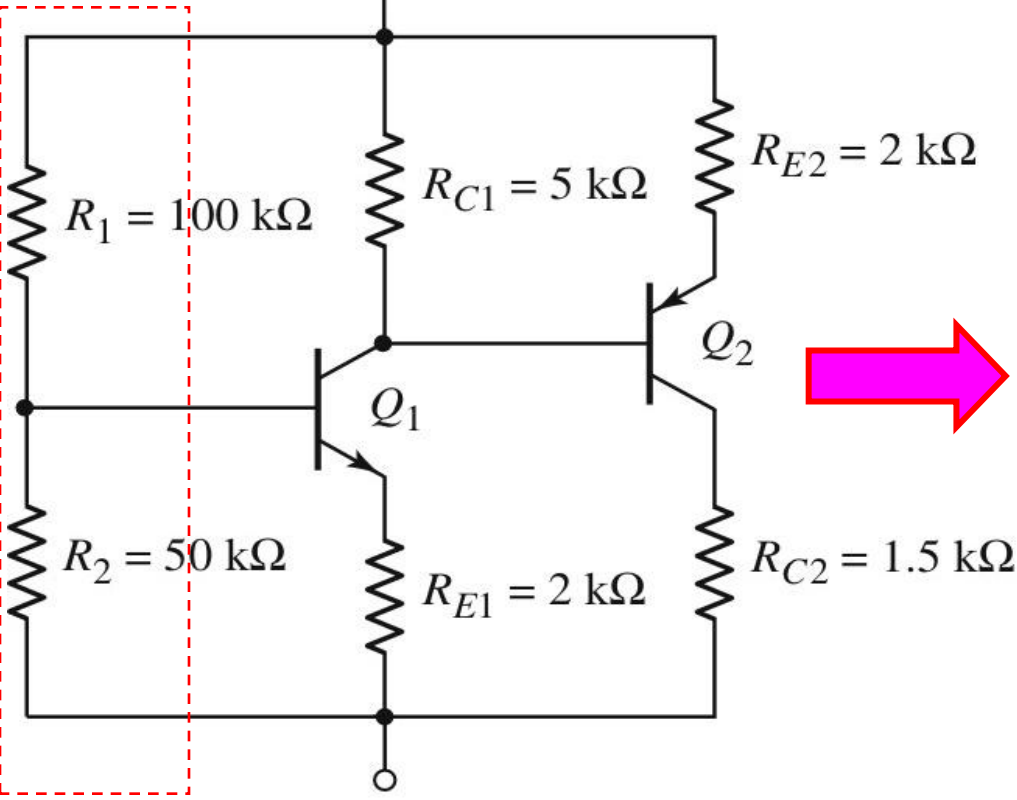 R_E2 = 2 kΩ
R_C1 = 5 kΩ
R_1 = 100 kΩ
Q_2
Q_1
R_2 = 50 kΩ
R_C2 = 1.5 kΩ
R_E1 = 2 kΩ